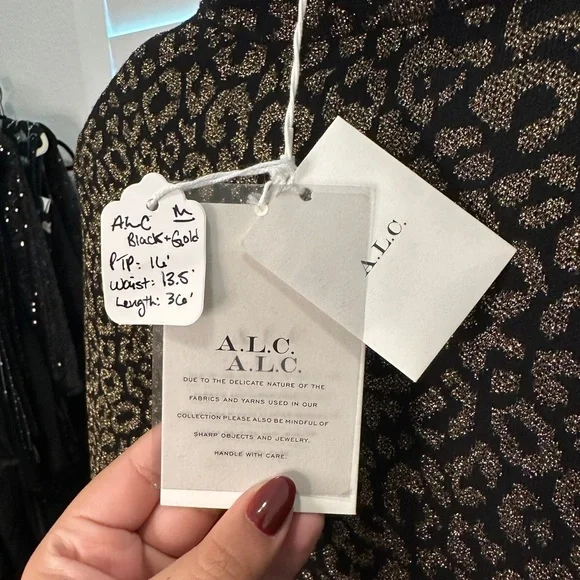 M
ALC
Black+Gold
PTP: 16'
Waist: 13.5'
Length: 36'
A.L.C.
A.L.C.
A.L.C.
DUE TO THE DELICATE NATURE OF THE
FABRICS AND YARNS USED IN OUR
COLLECTION PLEASE ALSO BE MINDFUL OF
SHARP OBJECTS AND JEWELRY.
HANDLE WITH CARE.